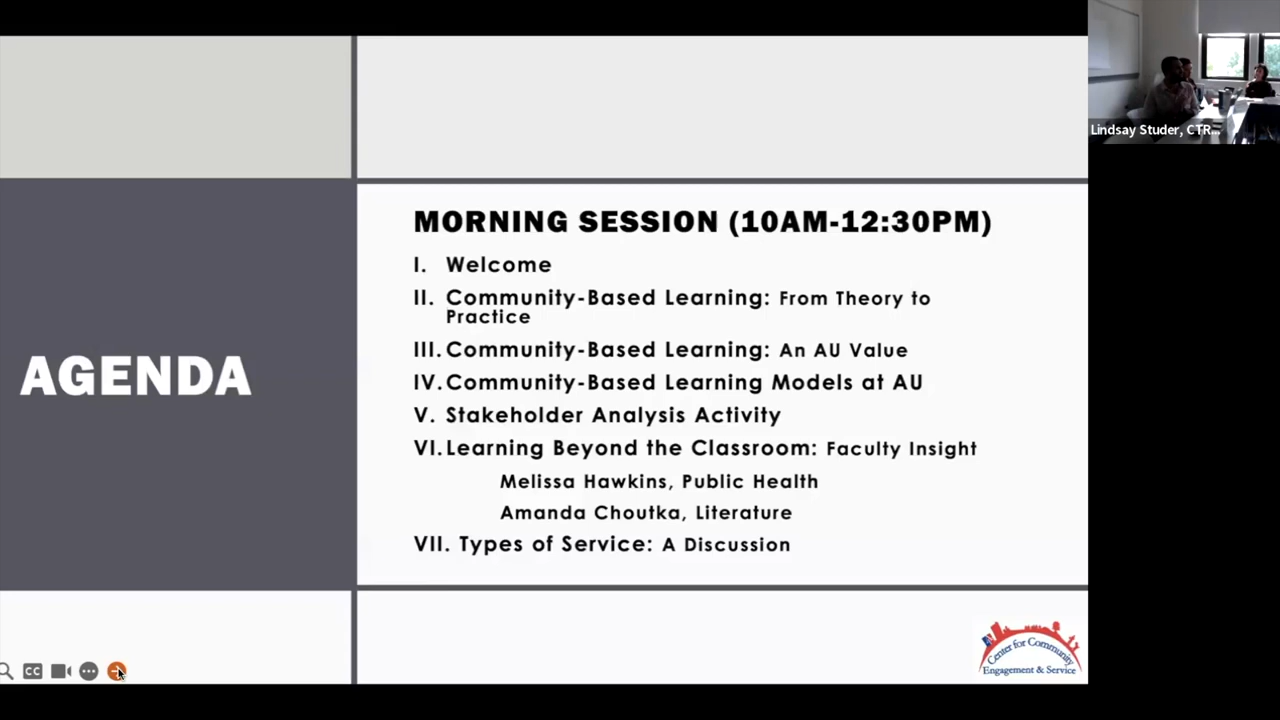 Lindsay Studer, CTR...
AGENDA
MORNING SESSION (10AM-12:30PM)
I. Welcome
II. Community-Based Learning: From Theory to
Practice
III. Community-Based Learning: An AU Value
IV. Community-Based Learning Models at AU
V. Stakeholder Analysis Activity
VI. Learning Beyond the Classroom: Faculty Insight
Melissa Hawkins, Public Health
Amanda Choutka, Literature
VII. Types of Service: A Discussion
CC
Center for Community
Engagement & Service